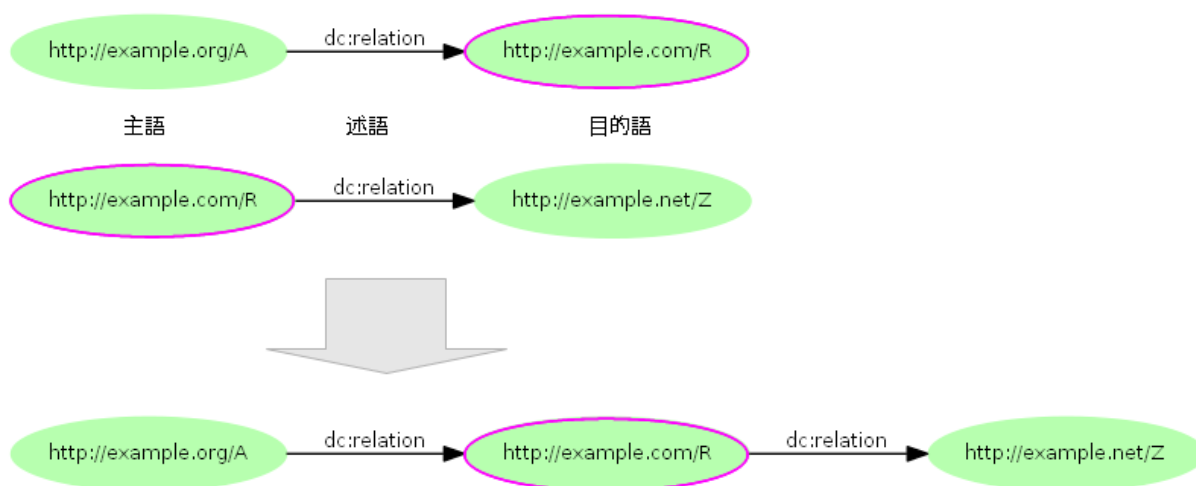 http://example.org/A dc:relation http://example.com/R
主語 述語 目的語
http://example.com/R dc:relation http://example.net/Z
http://example.org/A dc:relation http://example.com/R dc:relation http://example.net/Z